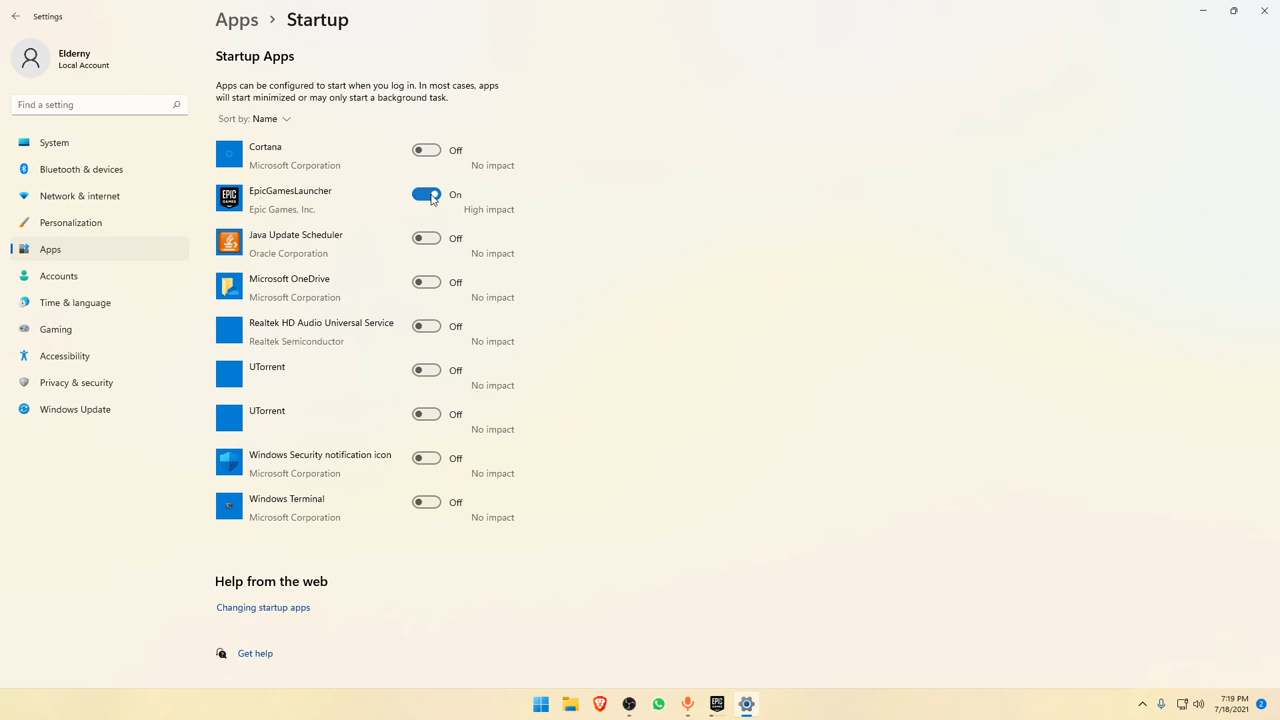 Settings
Elderny
Local Account
Find a setting
System
Bluetooth & devices
Network & internet
Personalization
Apps
Accounts
Time & language
Gaming
Accessibility
Privacy & security
Windows Update
Apps > Startup
Startup Apps
Apps can be configured to start when you log in. In most cases, apps
will start minimized or may only start a background task.
Sort by: Name
Cortana Off
Microsoft Corporation No impact
EPIC GAMES
EpicGamesLauncher On
Epic Games, Inc. High impact
Java Update Scheduler Off
Oracle Corporation No impact
Microsoft OneDrive Off
Microsoft Corporation No impact
Realtek HD Audio Universal Service Off
Realtek Semiconductor No impact
UTorrent Off
No impact
UTorrent Off
No impact
Windows Security notification icon Off
Microsoft Corporation No impact
Windows Terminal Off
Microsoft Corporation No impact
Help from the web
Changing startup apps
Get help
EPIC GAMES
7:19 PM
7/18/2021
2